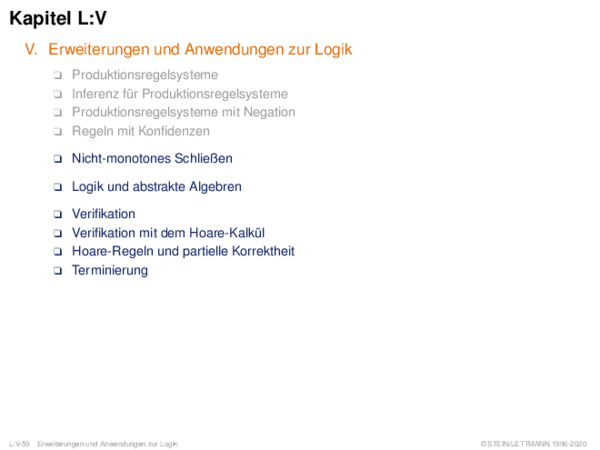 Kapitel L:V
V. Erweiterungen und Anwendungen zur Logik
❑ Produktionsregelsysteme
❑ Inferenz für Produktionsregelsysteme
❑ Produktionsregelsysteme mit Negation
❑ Regeln mit Konfidenzen
❑ Nicht-monotones Schließen
❑ Logik und abstrakte Algebren
❑ Verifikation
❑ Verifikation mit dem Hoare-Kalkül
❑ Hoare-Regeln und partielle Korrektheit
❑ Terminierung
L:V-59 Erweiterungen und Anwendungen zur Logik ©STEIN/LETTMANN 1996-2020